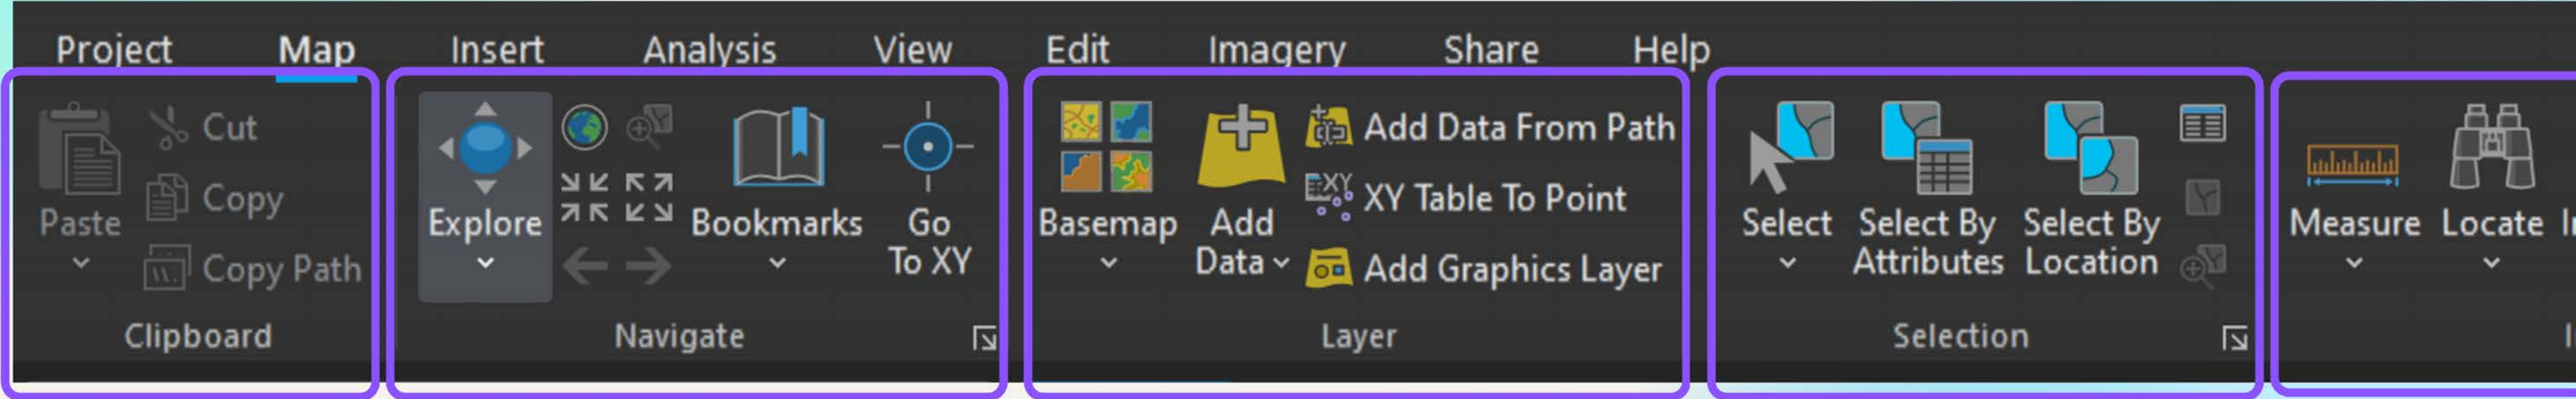 Project Map Insert Analysis View Edit Imagery Share Help
Paste
Cut
Copy
Copy Path
Clipboard
Explore
Bookmarks
Go
To XY
Navigate
Basemap
Add
Data
Add Data From Path
XY Table To Point
Add Graphics Layer
Layer
Select
Select By
Attributes
Select By
Location
Selection
Measure
Locate